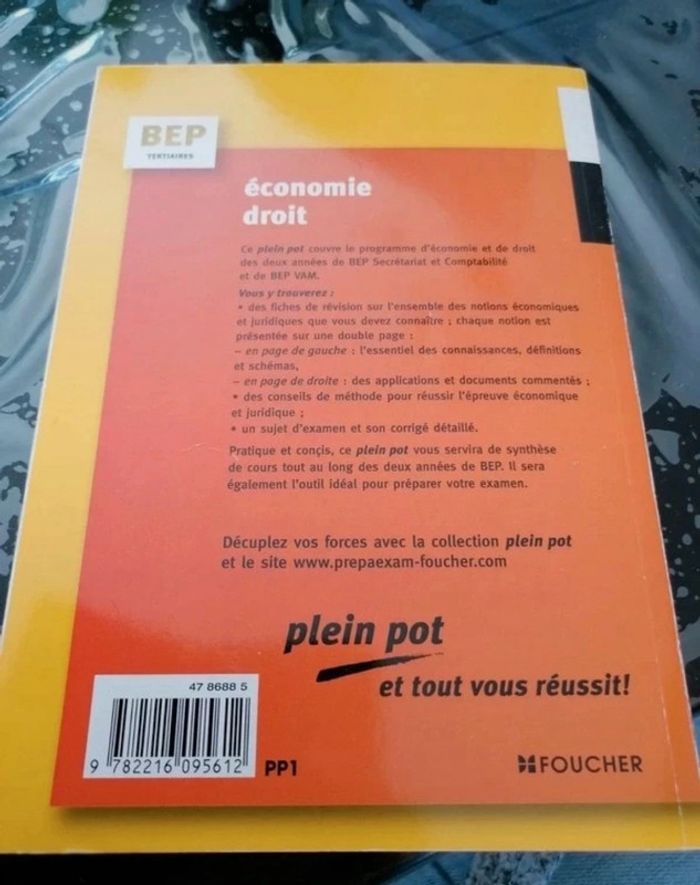 BEP
TERTIAIRES
économie
droit
Ce plein pot couvre le programme d'économie et de droit
des deux années de BEP Secrétariat et Comptabilité
et de BEP VAM.
Vous y trouverez :
• des fiches de révision sur l'ensemble des notions économiques
et juridiques que vous devez connaître ; chaque notion est
présentée sur une double page :
– en page de gauche : l'essentiel des connaissances, définitions
et schémas,
– en page de droite : des applications et documents commentés ;
• des conseils de méthode pour réussir l'épreuve économique
et juridique ;
• un sujet d'examen et son corrigé détaillé.
Pratique et conçis, ce plein pot vous servira de synthèse
de cours tout au long des deux années de BEP. Il sera
également l'outil idéal pour préparer votre examen.
Décuplez vos forces avec la collection plein pot
et le site www.prepaexam-foucher.com
plein pot
et tout vous réussit!
47 8688 5
9 782216 095612
PP1
FOUCHER